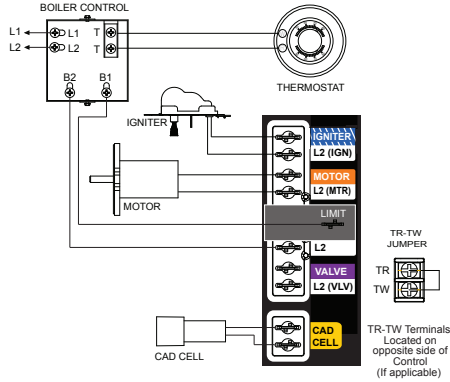 BOILER CONTROL
L1
L1
T
L2
L2
T
B2
B1
THERMOSTAT
IGNITER
IGNITER
L2 (IGN)
MOTOR
L2 (MTR)
MOTOR
LIMIT
L2
VALVE
L2 (VLV)
TR-TW
JUMPER
TR
TW
CAD
CELL
CAD CELL
TR-TW Terminals
Located on
opposite side of
Control
(If applicable)